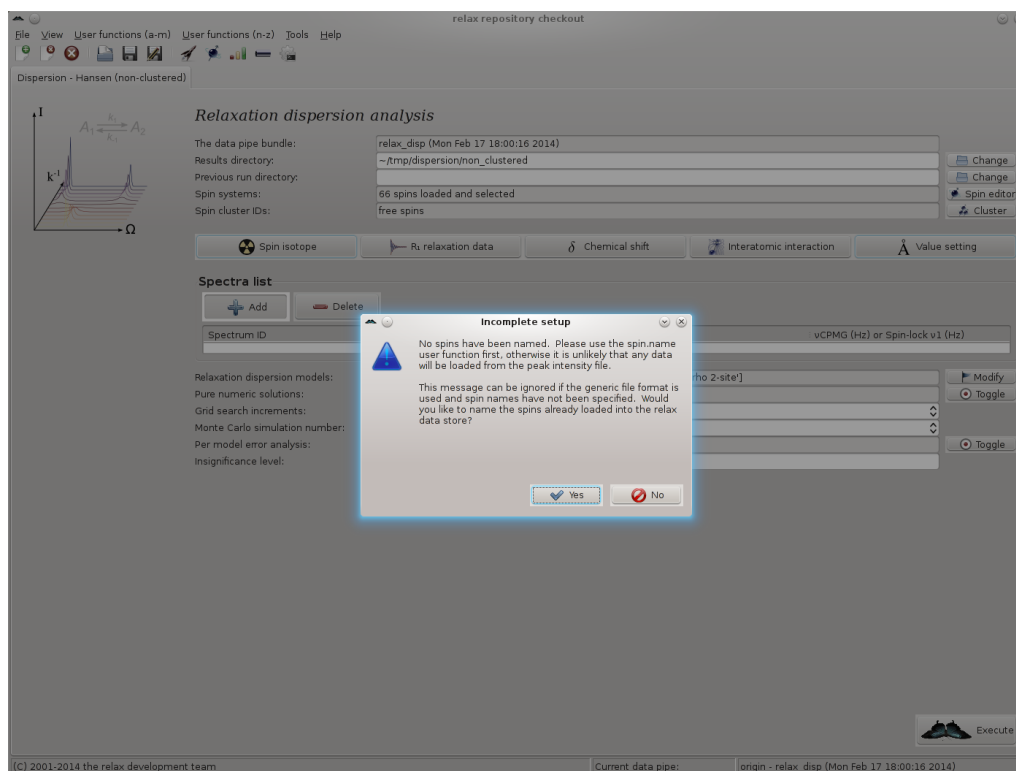 relax repository checkout
File View User functions (a-m) User functions (n-z) Tools Help
Dispersion - Hansen (non-clustered)
I
A1 A2
k-1
Ω
Relaxation dispersion analysis
The data pipe bundle: relax_disp (Mon Feb 17 18:00:16 2014)
Results directory: ~/tmp/dispersion/non_clustered Change
Previous run directory: Change
Spin systems: 66 spins loaded and selected Spin editor
Spin cluster IDs: free spins Cluster
Spin isotope R₁ relaxation data δ Chemical shift Interatomic interaction Å Value setting
Spectra list
Add Delete
Spectrum ID νCPMG (Hz) or Spin-lock ν1 (Hz)
Incomplete setup
No spins have been named. Please use the spin.name
user function first, otherwise it is unlikely that any data
will be loaded from the peak intensity file.
This message can be ignored if the generic file format is
used and spin names have not been specified. Would
you like to name the spins already loaded into the relax
data store?
Yes No
Relaxation dispersion models: rho 2-site'] Modify
Pure numeric solutions: Toggle
Grid search increments:
Monte Carlo simulation number:
Per model error analysis: Toggle
Insignificance level:
Execute
(C) 2001-2014 the relax development team Current data pipe: origin - relax_disp (Mon Feb 17 18:00:16 2014)